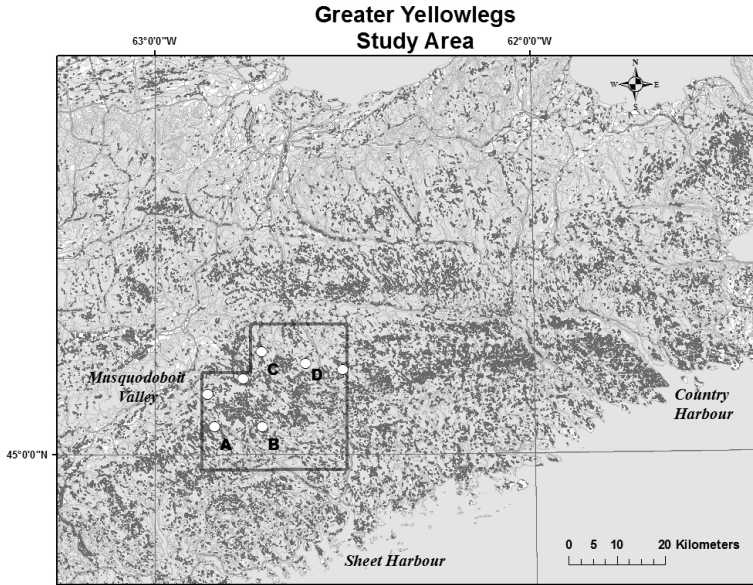 Greater Yellowlegs
Study Area
63°0'0"W
62°0'0"W
N
W E
S
C
D
Musquodoboit
Valley
Country
Harbour
A
B
45°0'0"N
0 5 10 20 Kilometers
Sheet Harbour